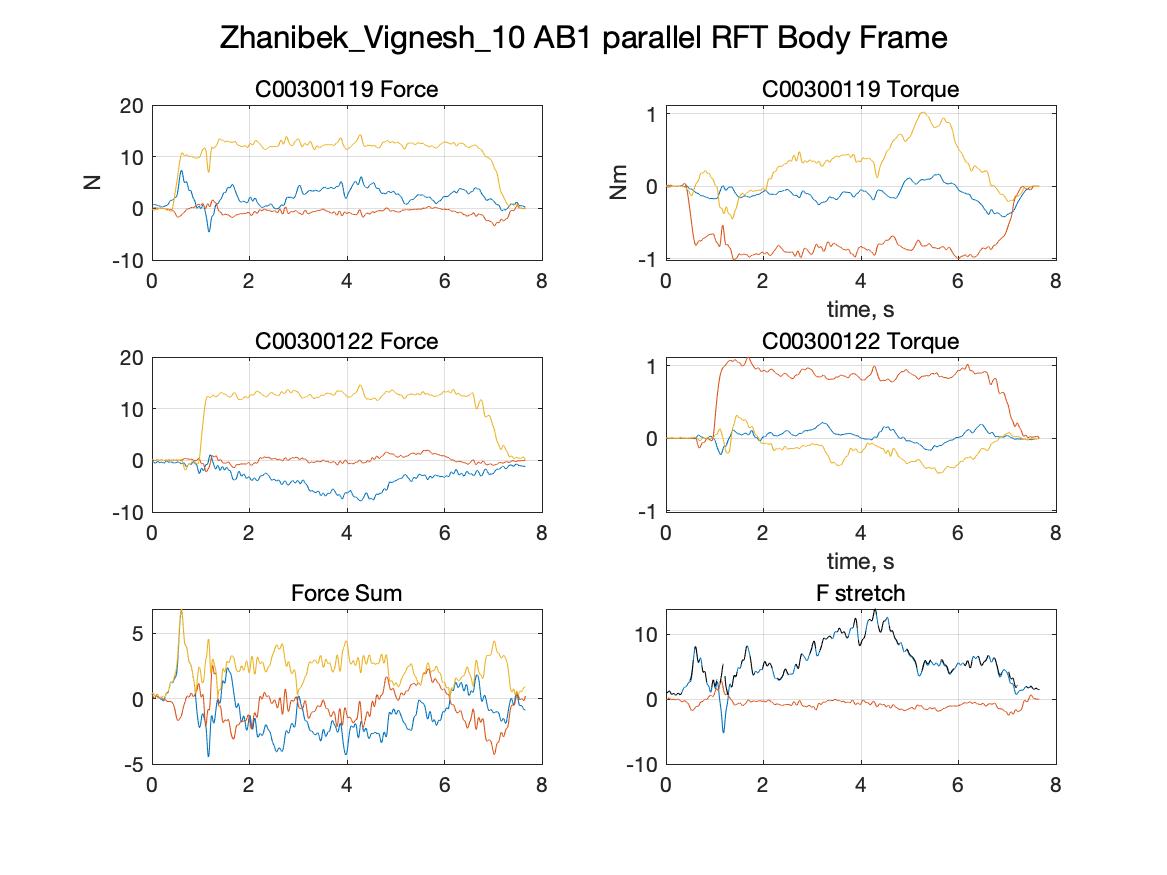 Zhanibek_Vignesh_10 AB1 parallel RFT Body Frame
C00300119 Force
20
10
0
-10
N
0 2 4 6 8
C00300119 Torque
1
0
-1
Nm
0 2 4 6 8
time, s
C00300122 Force
20
10
0
-10
0 2 4 6 8
C00300122 Torque
1
0
-1
0 2 4 6 8
time, s
Force Sum
5
0
-5
0 2 4 6 8
F stretch
10
0
-10
0 2 4 6 8